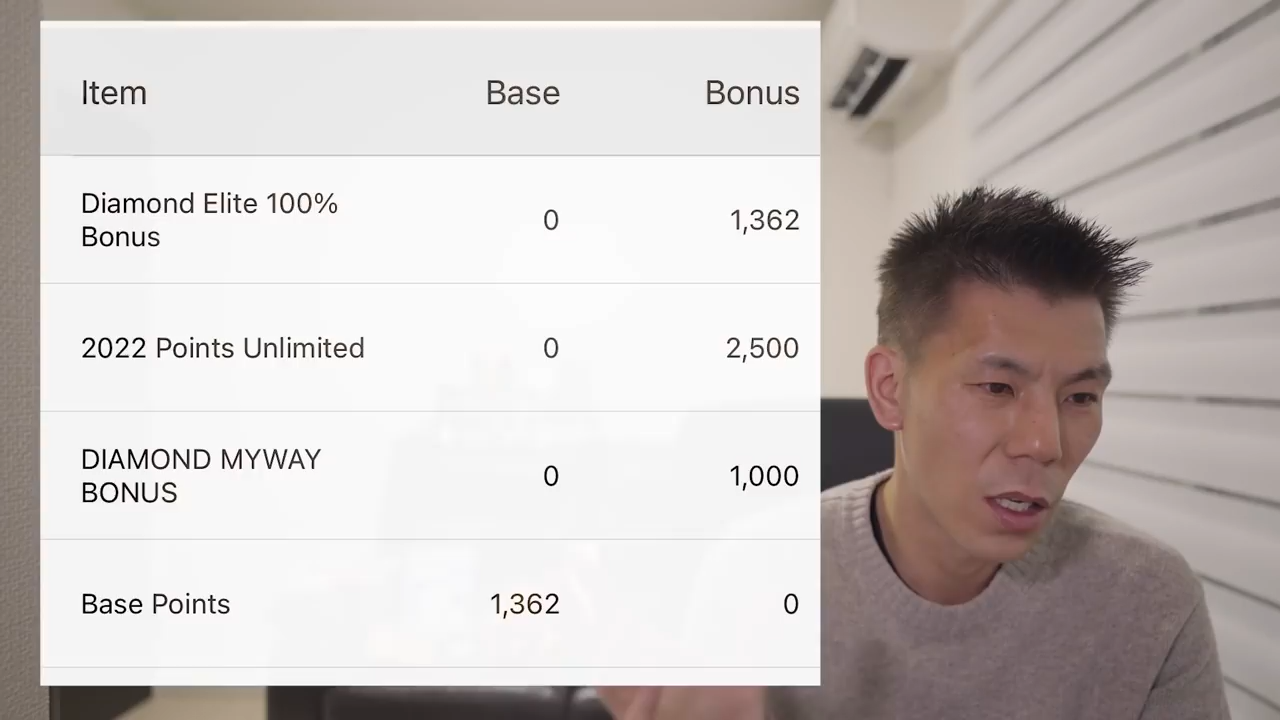 Item Base Bonus
Diamond Elite 100%
Bonus 0 1,362
2022 Points Unlimited 0 2,500
DIAMOND MYWAY
BONUS 0 1,000
Base Points 1,362 0